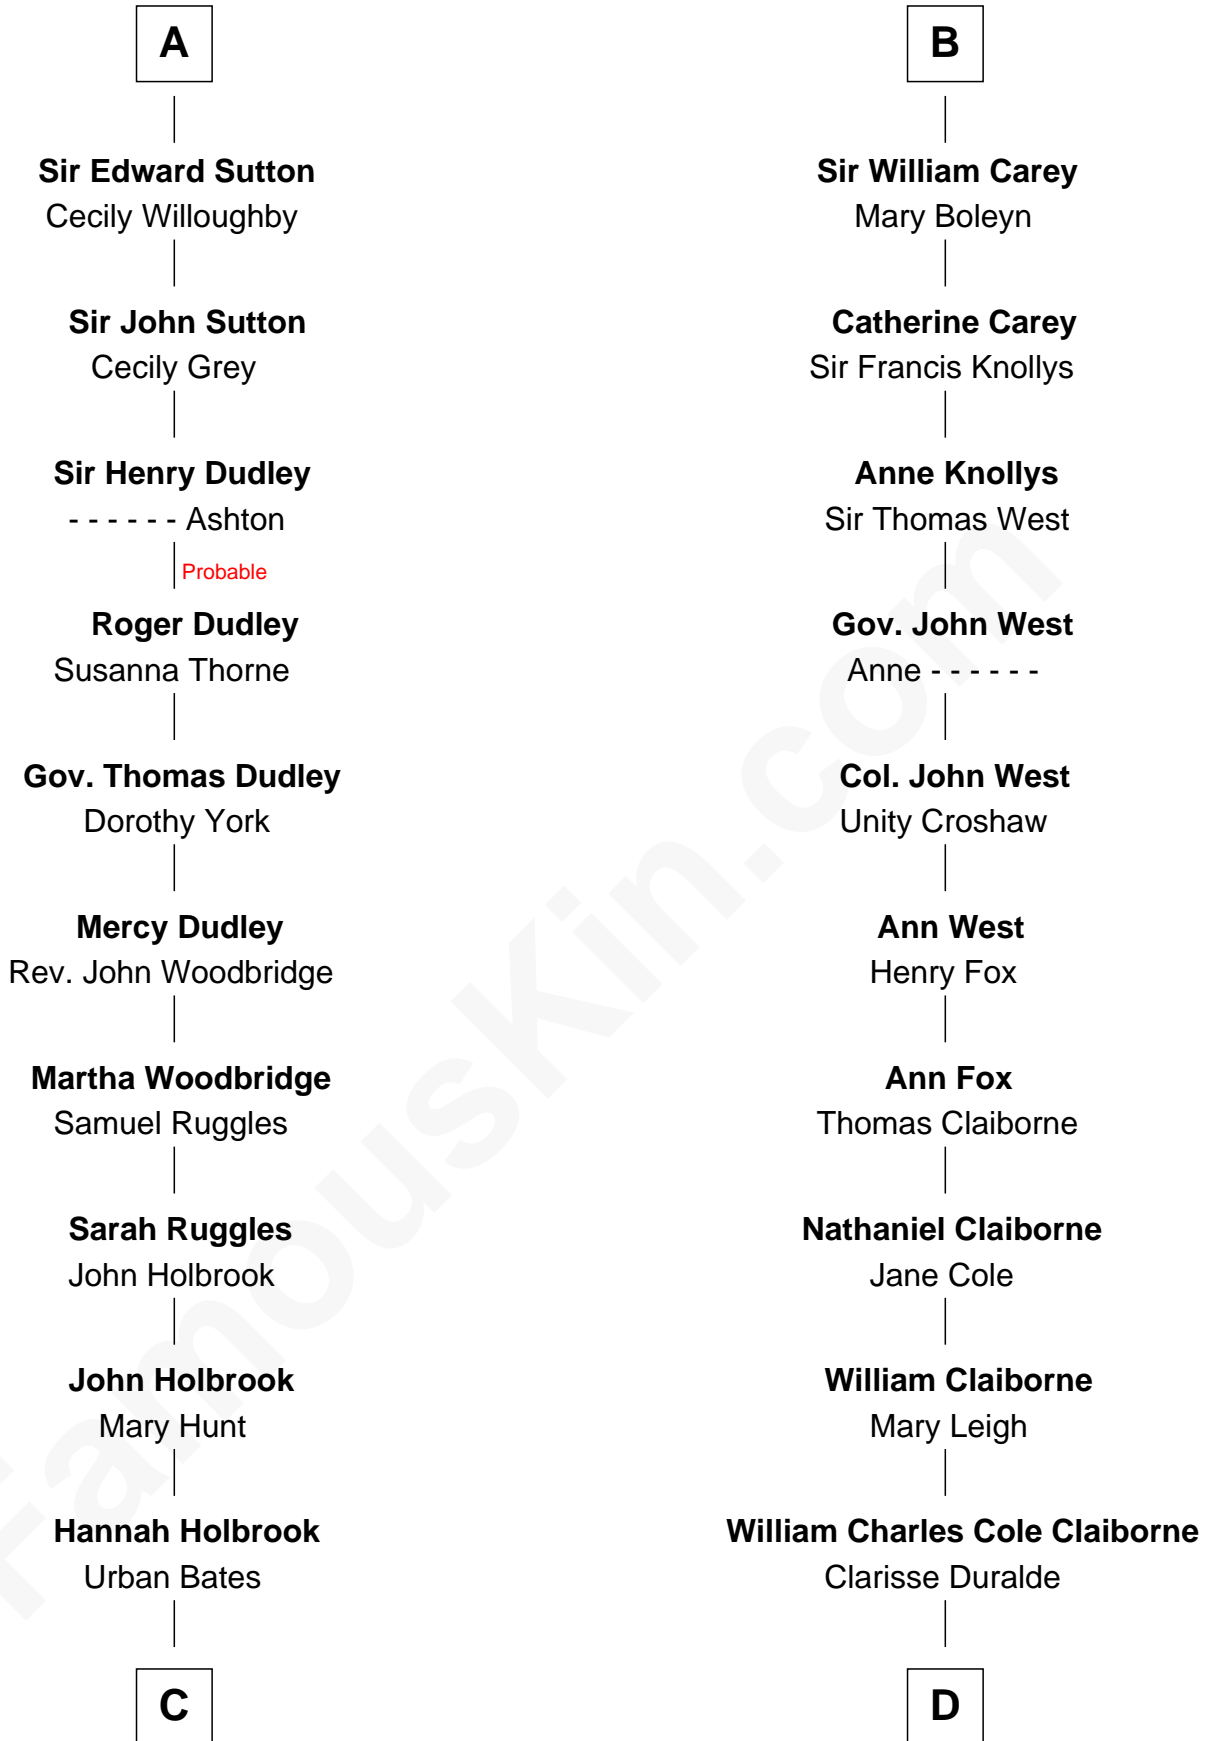 A
Sir Edward Sutton
Cecily Willoughby
Sir John Sutton
Cecily Grey
Sir Henry Dudley
- - - - - - Ashton
Probable
Roger Dudley
Susanna Thorne
Gov. Thomas Dudley
Dorothy York
Mercy Dudley
Rev. John Woodbridge
Martha Woodbridge
Samuel Ruggles
Sarah Ruggles
John Holbrook
John Holbrook
Mary Hunt
Hannah Holbrook
Urban Bates
C
B
Sir William Carey
Mary Boleyn
Catherine Carey
Sir Francis Knollys
Anne Knollys
Sir Thomas West
Gov. John West
Anne - - - - - -
Col. John West
Unity Croshaw
Ann West
Henry Fox
Ann Fox
Thomas Claiborne
Nathaniel Claiborne
Jane Cole
William Claiborne
Mary Leigh
William Charles Cole Claiborne
Clarisse Duralde
D
FamousKin.com